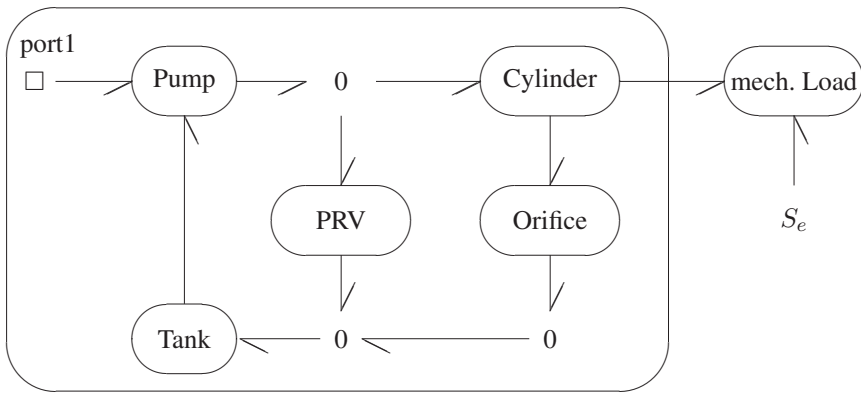 port1
Pump 0 Cylinder mech. Load
PRV Orifice
S_e
Tank 0 0